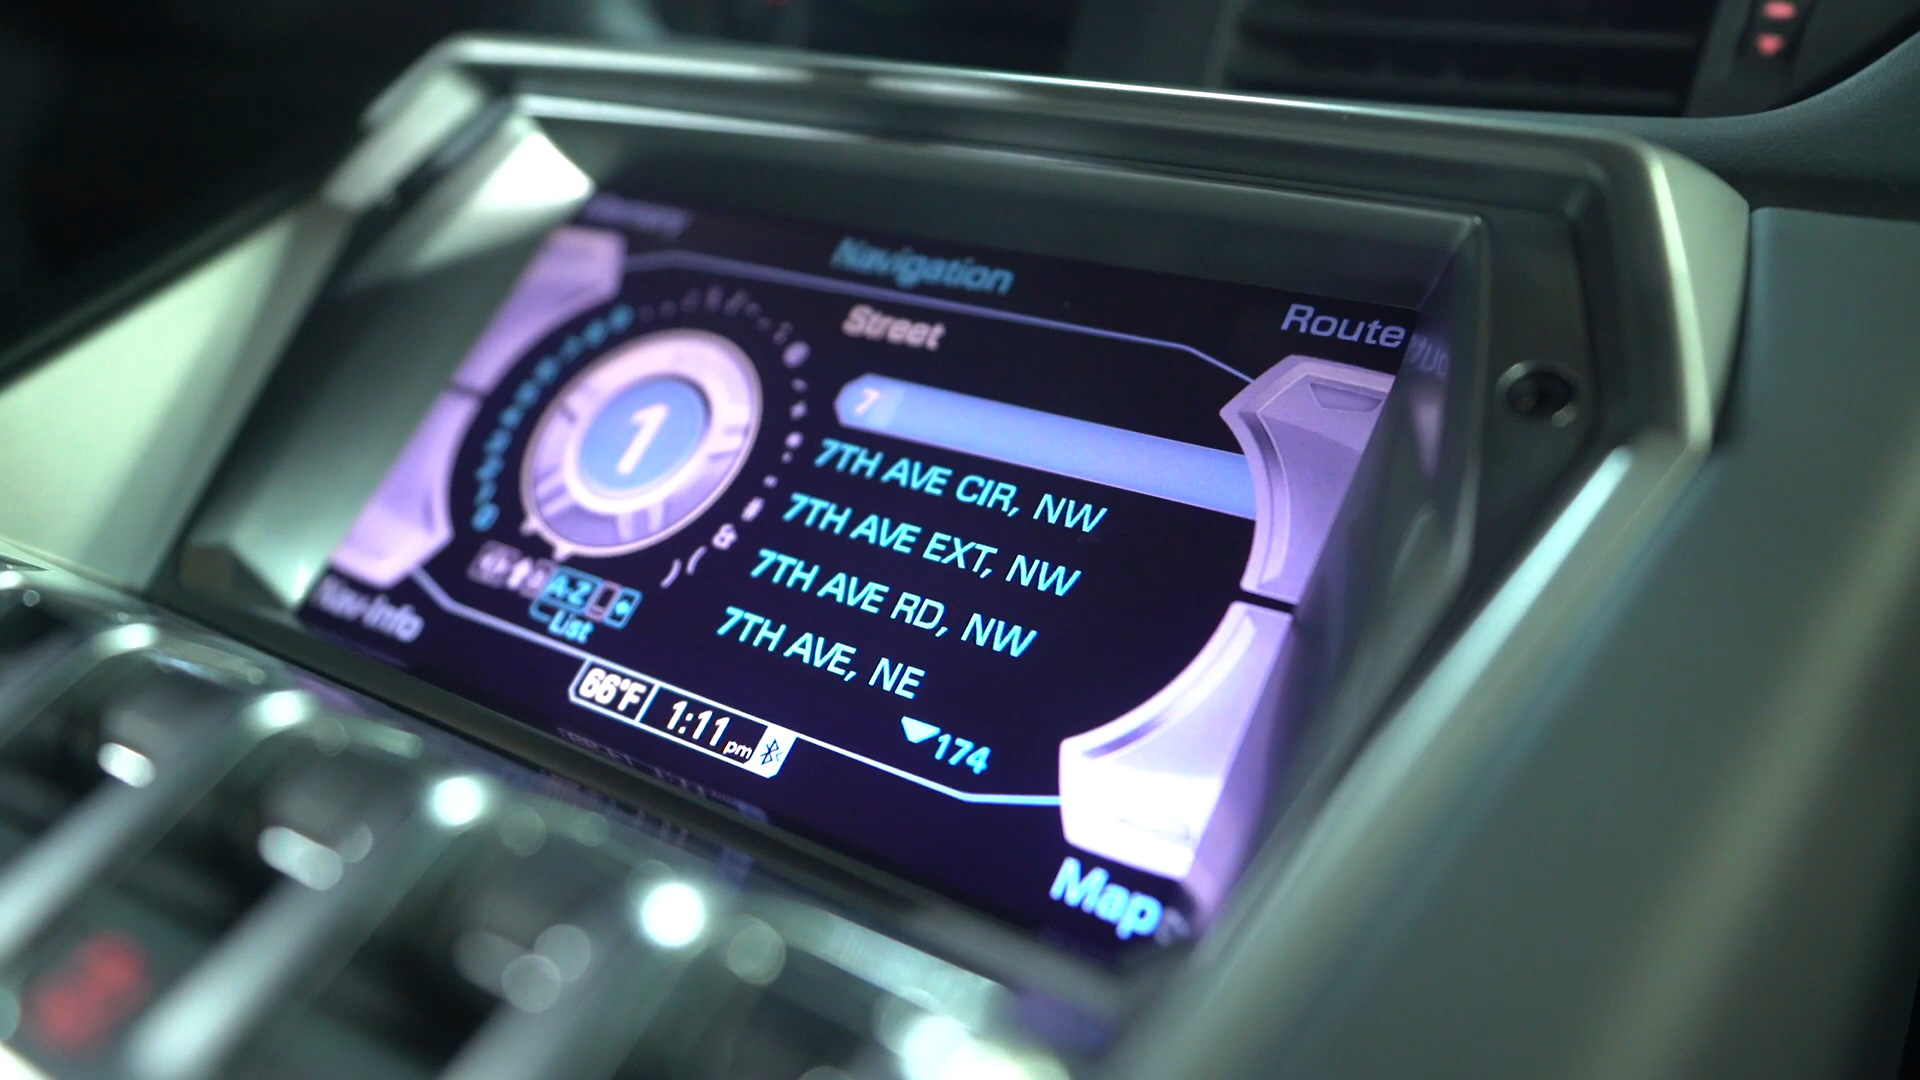 Navigation
Route
Street
7
1
7TH AVE CIR, NW
7TH AVE EXT, NW
7TH AVE RD, NW
7TH AVE, NE
174
&
A-Z
List
Nav Info
66°F
1:11 pm
Maps